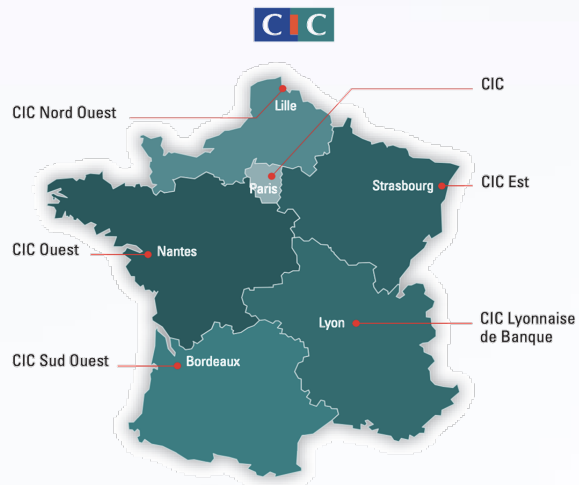 CIC
CIC
CIC Nord Ouest
Lille
Paris
Strasbourg
CIC Est
CIC Ouest
Nantes
Lyon
CIC Lyonnaise
de Banque
CIC Sud Ouest
Bordeaux